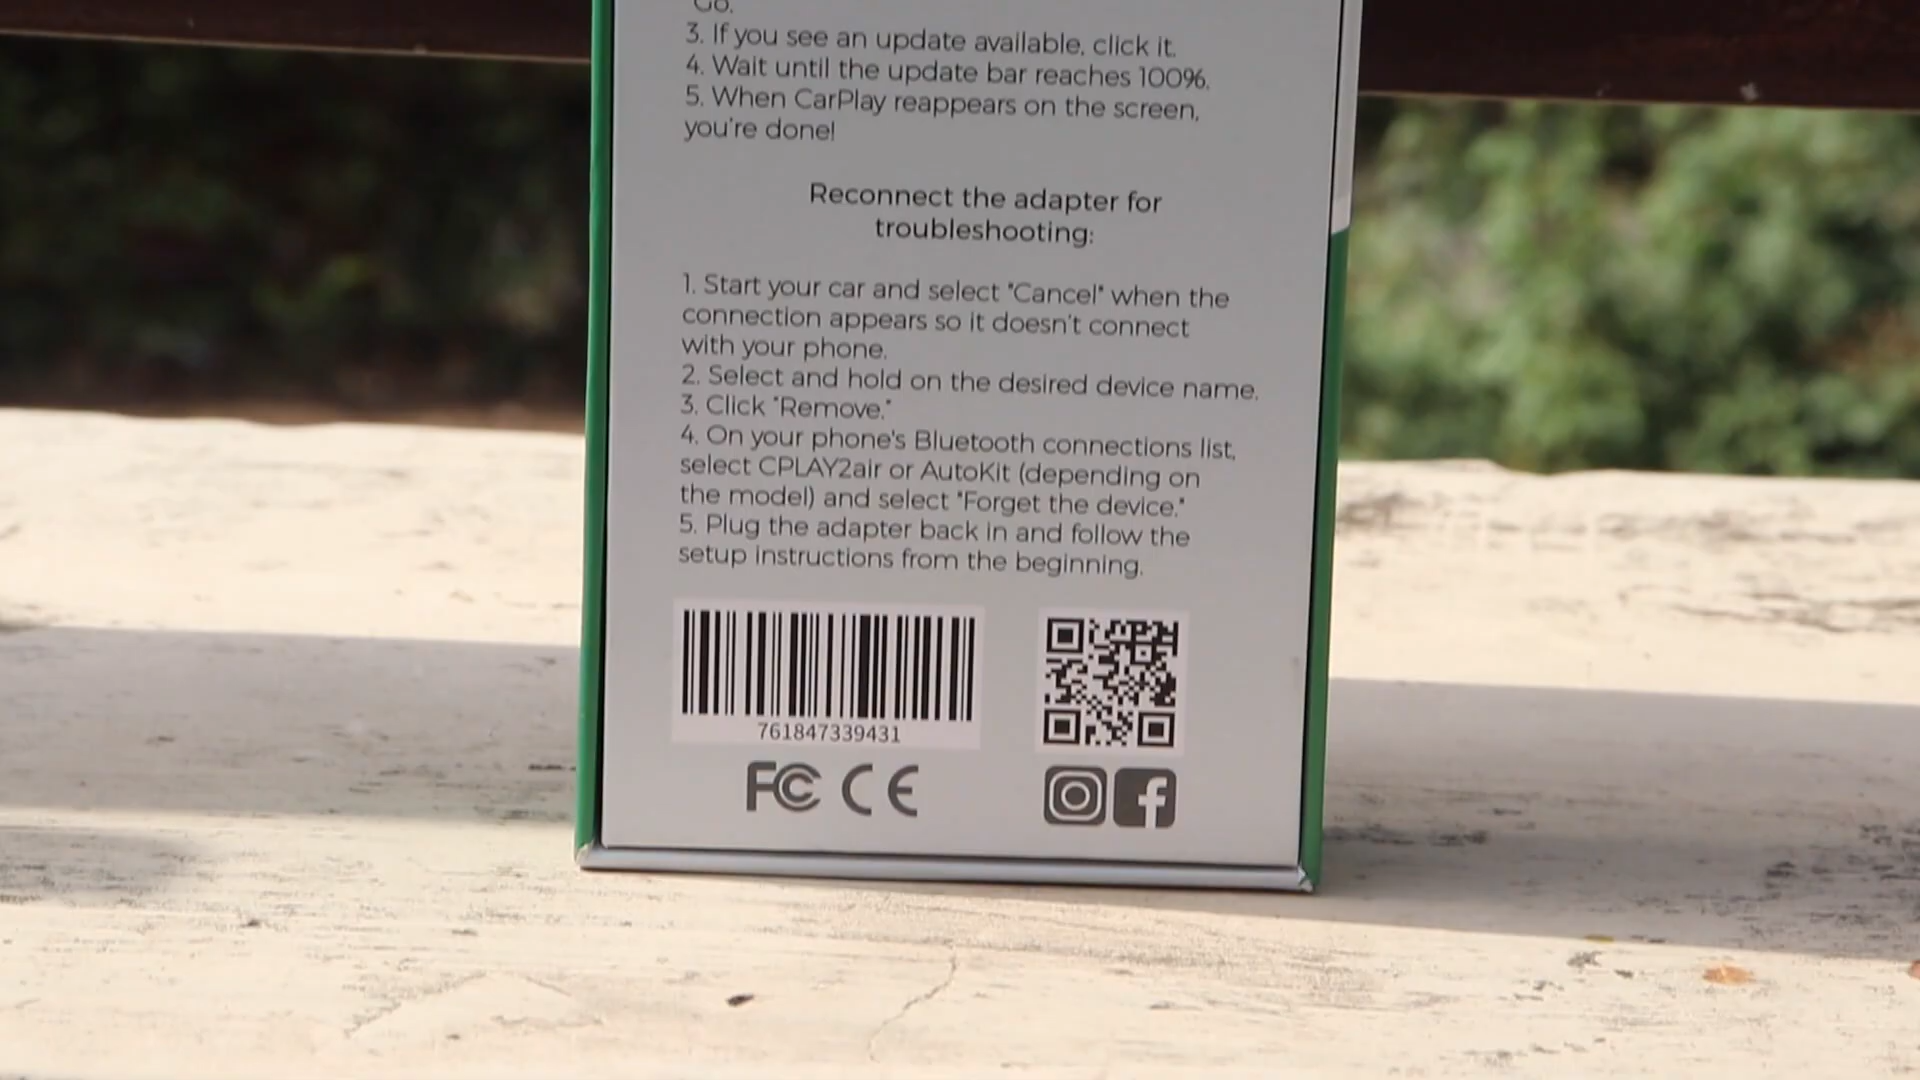 Go.
3. If you see an update available, click it.
4. Wait until the update bar reaches 100%.
5. When CarPlay reappears on the screen,
you're done!
Reconnect the adapter for
troubleshooting:
1. Start your car and select "Cancel" when the
connection appears so it doesn't connect
with your phone.
2. Select and hold on the desired device name.
3. Click "Remove."
4. On your phone's Bluetooth connections list,
select CPLAY2air or AutoKit (depending on
the model) and select "Forget the device."
5. Plug the adapter back in and follow the
setup instructions from the beginning.
761847339431
FC CE